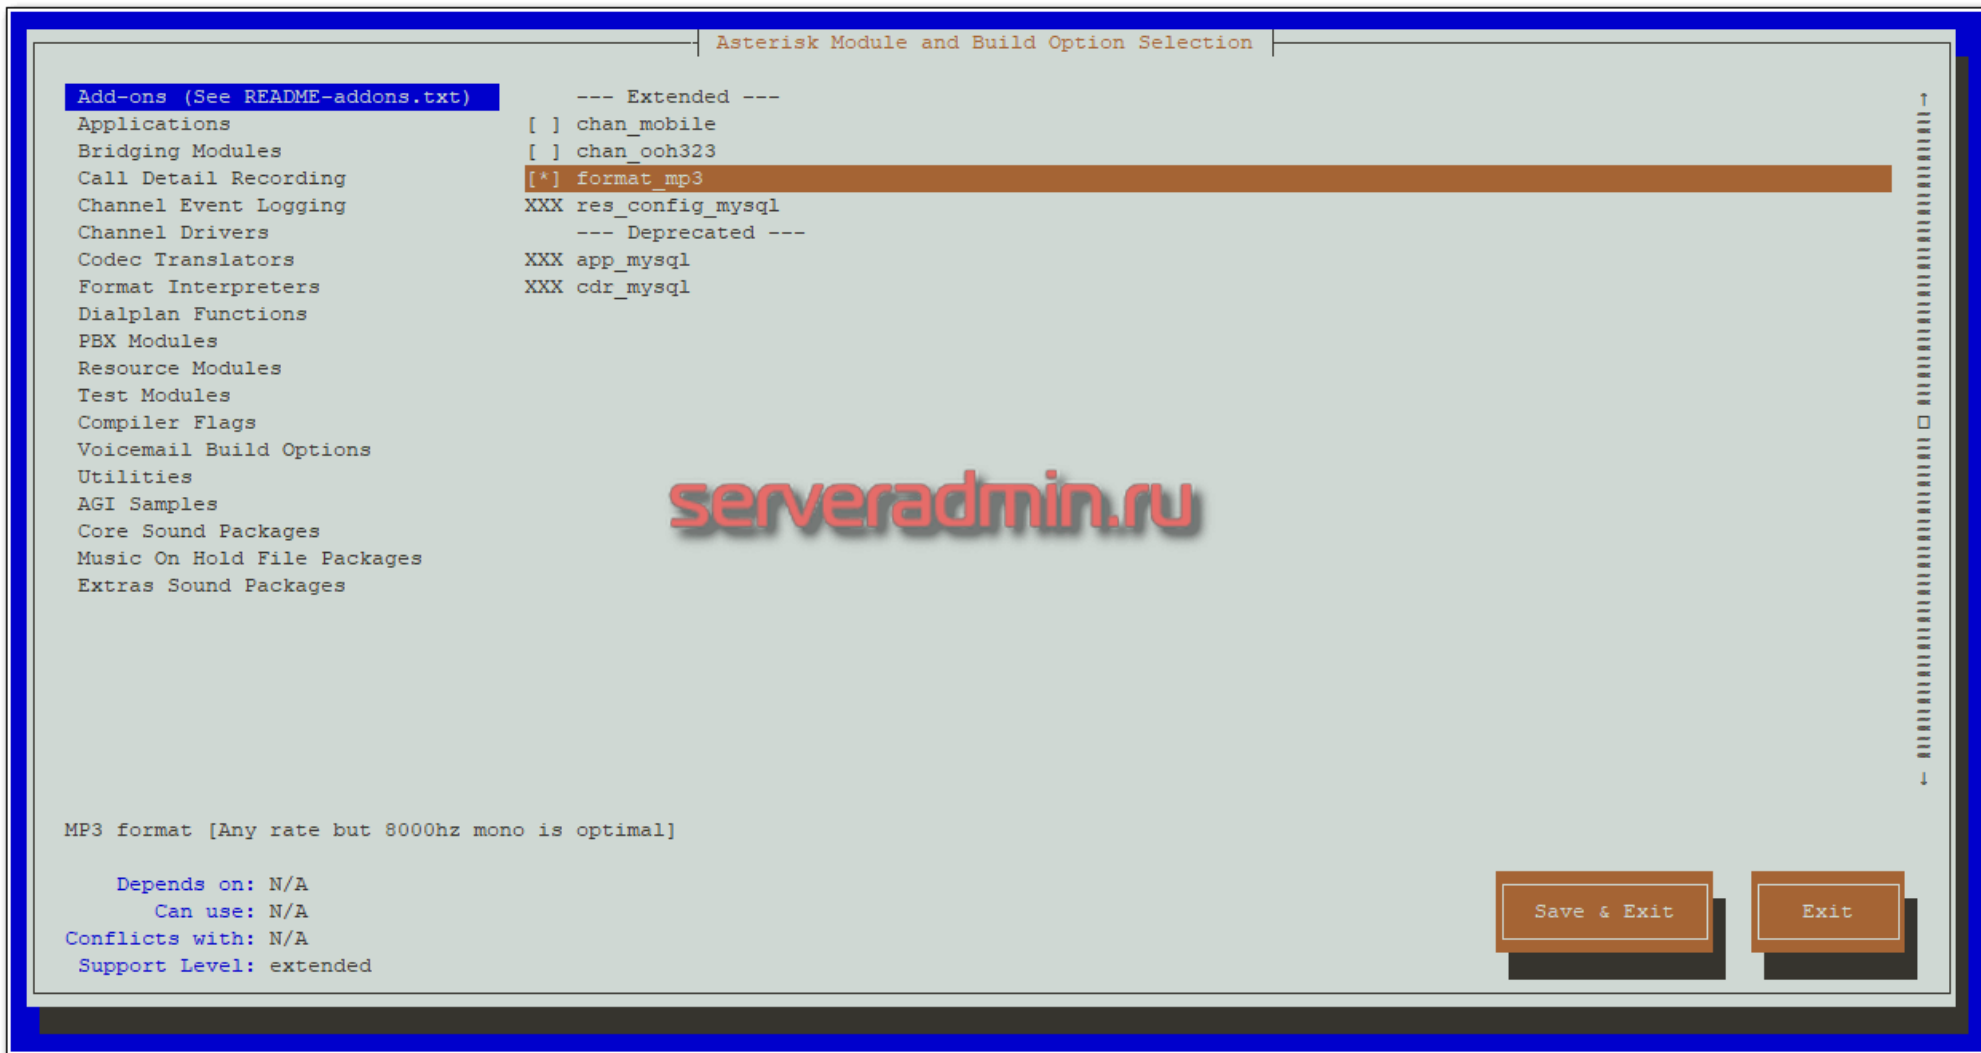 Asterisk Module and Build Option Selection
Add-ons (See README-addons.txt)
Applications
Bridging Modules
Call Detail Recording
Channel Event Logging
Channel Drivers
Codec Translators
Format Interpreters
Dialplan Functions
PBX Modules
Resource Modules
Test Modules
Compiler Flags
Voicemail Build Options
Utilities
AGI Samples
Core Sound Packages
Music On Hold File Packages
Extras Sound Packages
--- Extended ---
[ ] chan_mobile
[ ] chan_ooh323
[*] format_mp3
XXX res_config_mysql
--- Deprecated ---
XXX app_mysql
XXX cdr_mysql
serveradmin.ru
MP3 format [Any rate but 8000hz mono is optimal]
Depends on: N/A
Can use: N/A
Conflicts with: N/A
Support Level: extended
Save & Exit
Exit